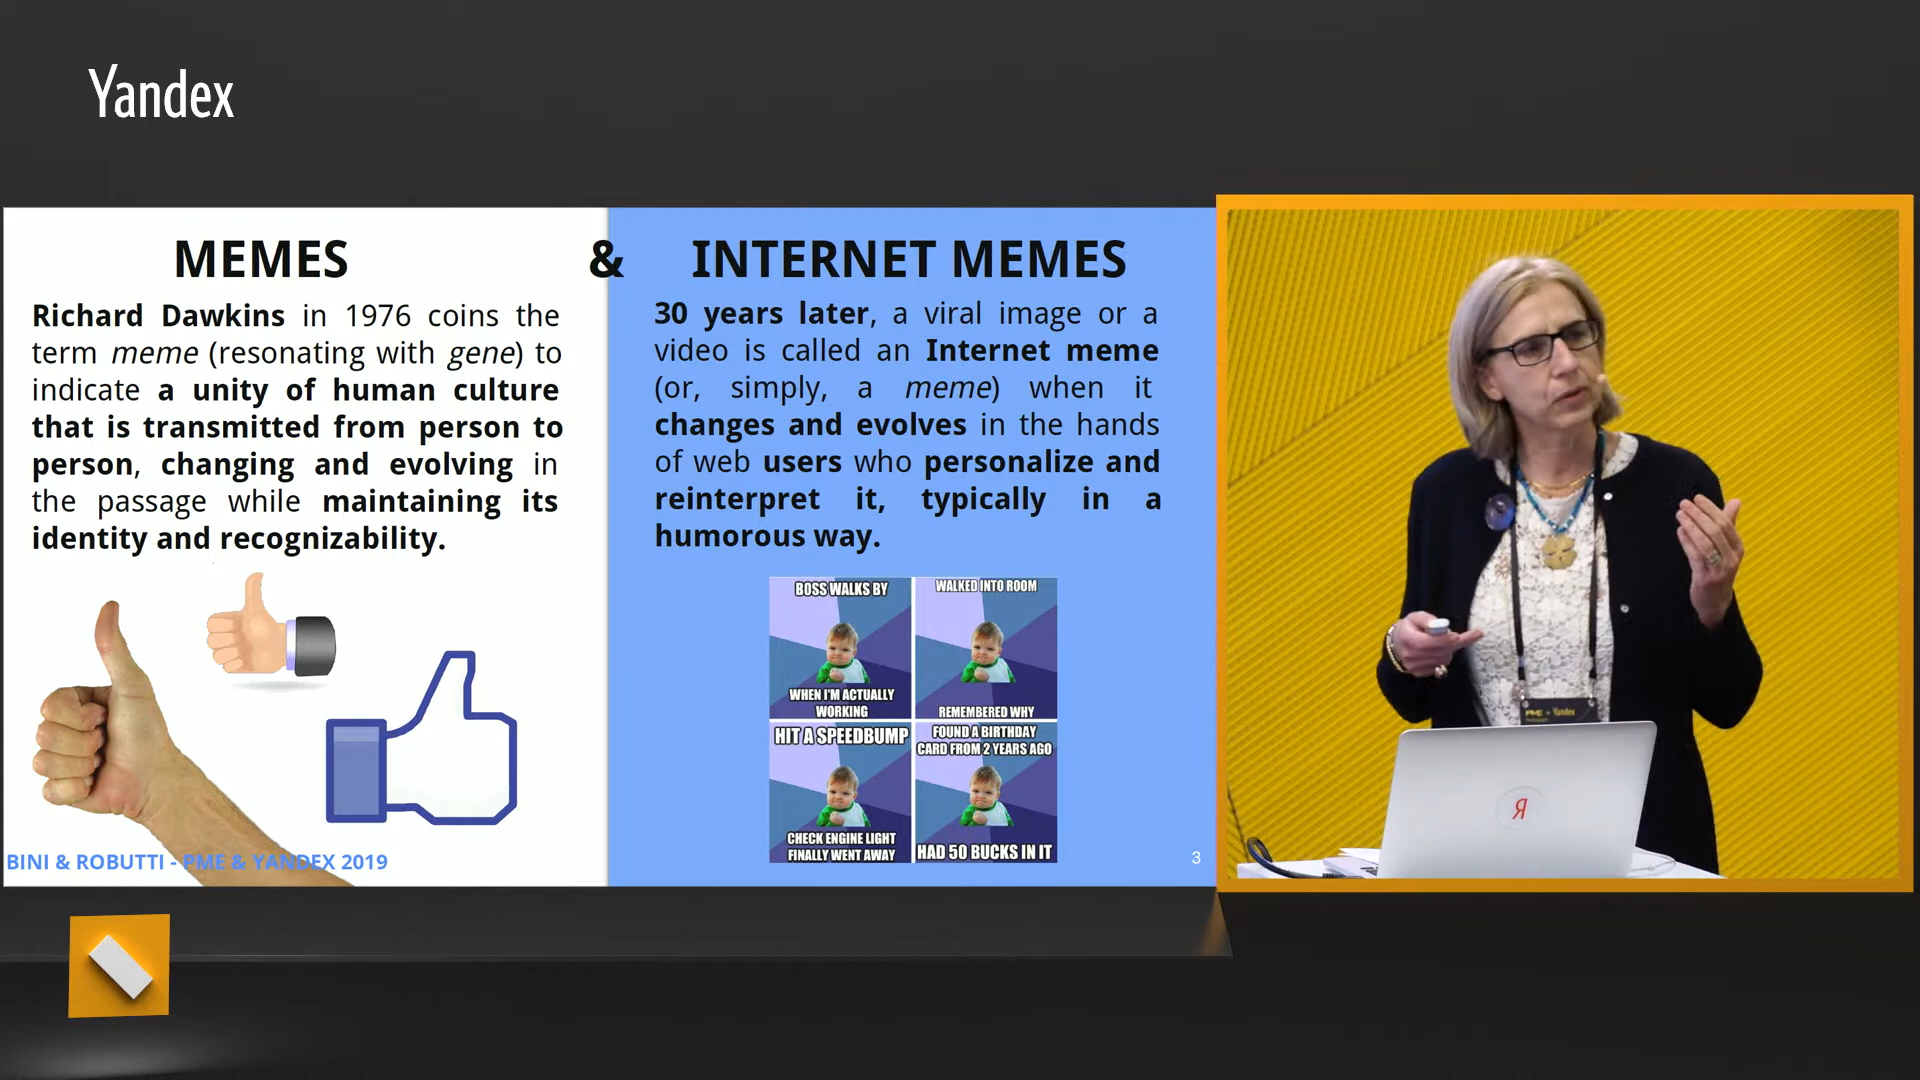 Yandex
MEMES & INTERNET MEMES
Richard Dawkins in 1976 coins the
term meme (resonating with gene) to
indicate a unity of human culture
that is transmitted from person to
person, changing and evolving in
the passage while maintaining its
identity and recognizability.
30 years later, a viral image or a
video is called an Internet meme
(or, simply, a meme) when it
changes and evolves in the hands
of web users who personalize and
reinterpret it, typically in a
humorous way.
BOSS WALKS BY
WHEN I'M ACTUALLY
WORKING
WALKED INTO ROOM
REMEMBERED WHY
HIT A SPEEDBUMP
CHECK ENGINE LIGHT
FINALLY WENT AWAY
FOUND A BIRTHDAY
CARD FROM 2 YEARS AGO
HAD 50 BUCKS IN IT
BINI & ROBUTTI - PME & YANDEX 2019
3
PME + Yandex
Я